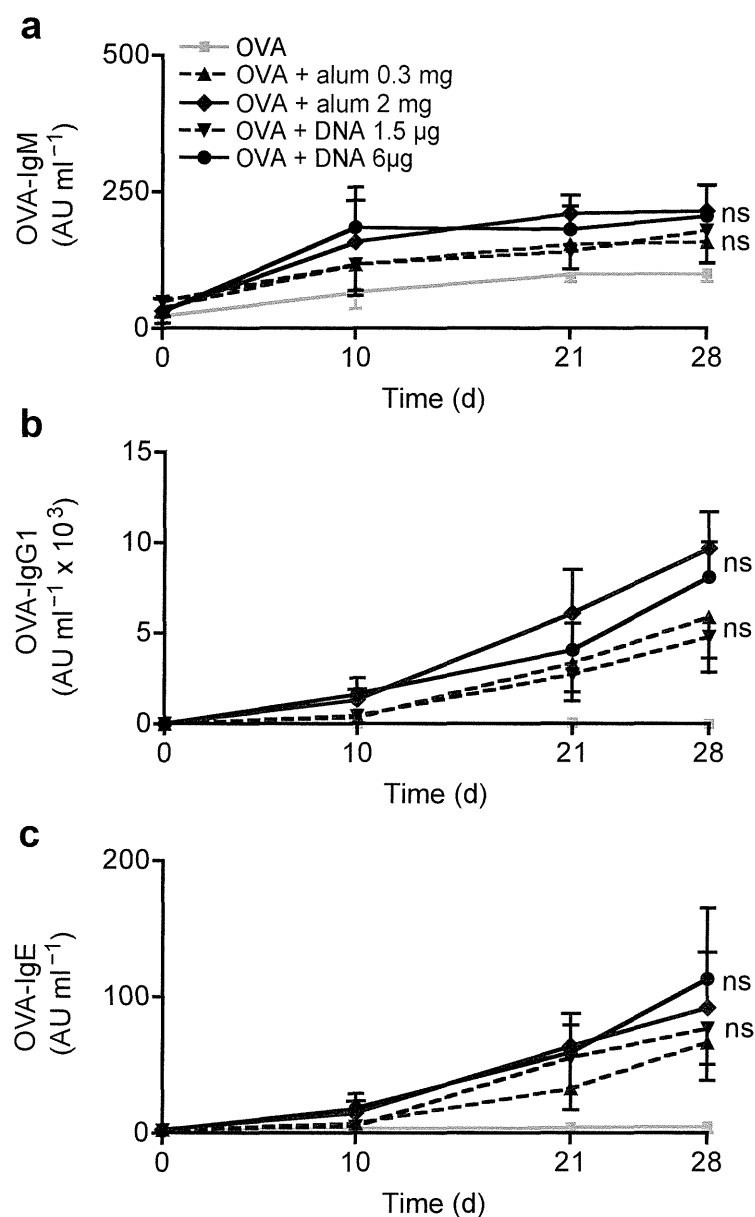 a
OVA
OVA + alum 0.3 mg
OVA + alum 2 mg
OVA + DNA 1.5 µg
OVA + DNA 6µg
500
250
0
OVA-IgM
(AU ml⁻¹)
ns
ns
0 10 21 28
Time (d)
b
15
10
5
0
OVA-IgG1
(AU ml⁻¹ x 10³)
ns
ns
0 10 21 28
Time (d)
c
200
100
0
OVA-IgE
(AU ml⁻¹)
ns
ns
0 10 21 28
Time (d)